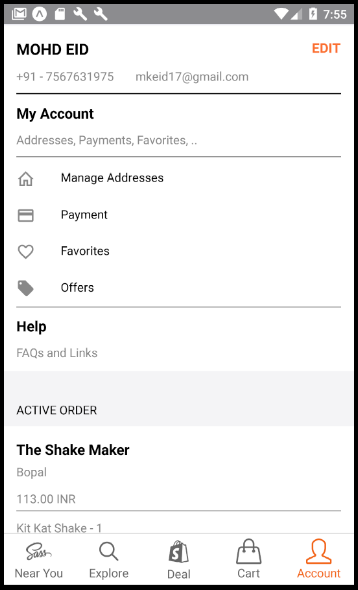 7:55
MOHD EID EDIT
+91 - 7567631975 mkeid17@gmail.com
My Account
Addresses, Payments, Favorites, ..
Manage Addresses
Payment
Favorites
Offers
Help
FAQs and Links
ACTIVE ORDER
The Shake Maker
Bopal
113.00 INR
Kit Kat Shake - 1
Sass
Near You Explore Deal Cart Account